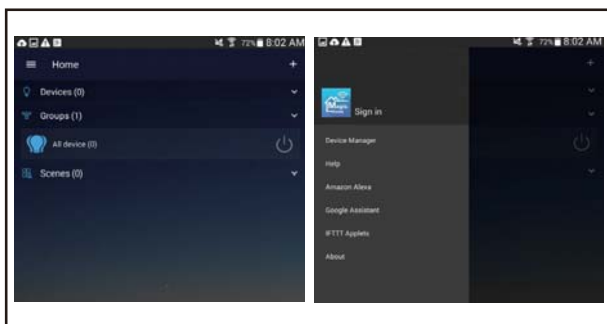 72% 8:02 AM
Home
Devices (0)
Groups (1)
All device (0)
Scenes (0)
72% 8:02 AM
Magic
Sign in
Device Manager
Help
Amazon Alexa
Google Assistant
IFTTT Applets
About